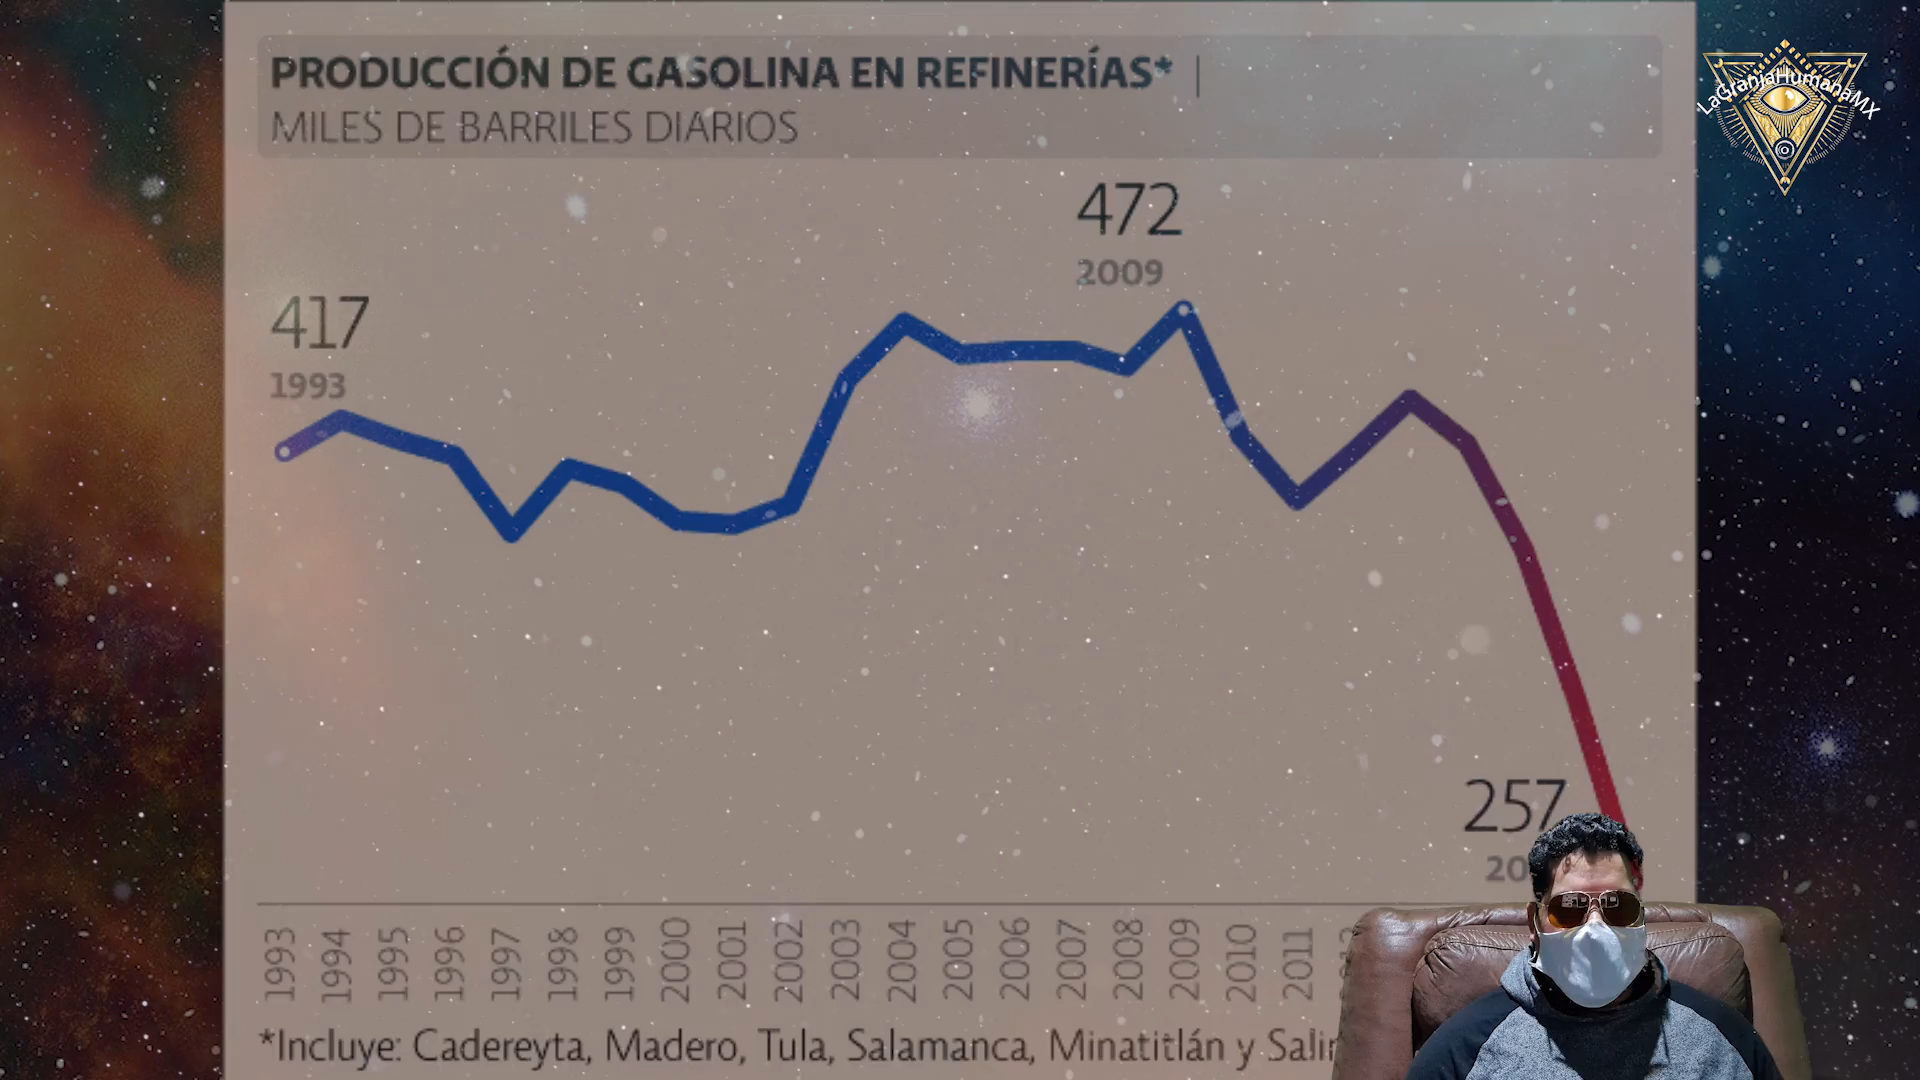 PRODUCCIÓN DE GASOLINA EN REFINERÍAS* |
MILES DE BARRILES DIARIOS
LaGranjaHumanaMX
472
2009
417
1993
257
20
1993 1994 1995 1996 1997 1998 1999 2000 2001 2002 2003 2004 2005 2006 2007 2008 2009 2010 2011
*Incluye: Cadereyta, Madero, Tula, Salamanca, Minatitlán y Salin